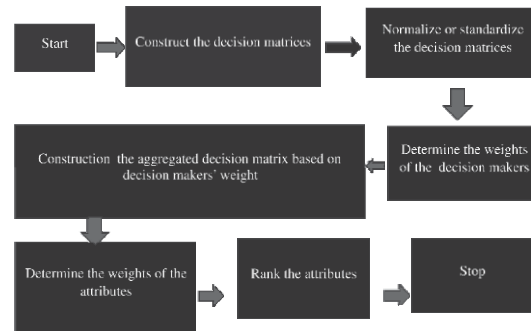 Start
Construct the decision matrices
Normalize or standardize
the decision matrices
Determine the weights
of the decision makers
Construction the aggregated decision matrix based on
decision makers' weight
Determine the weights of the
attributes
Rank the attributes
Stop